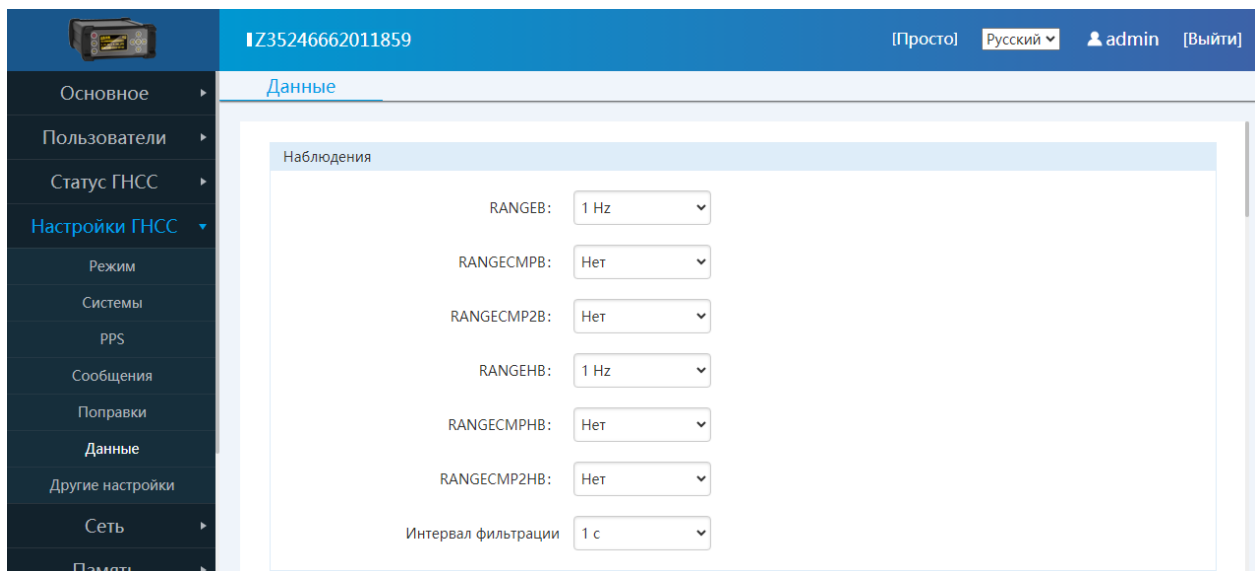 Z35246662011859 [Просто] Русский admin [Выйти]
Основное
Пользователи
Статус ГНСС
Настройки ГНСС
Режим
Системы
PPS
Сообщения
Поправки
Данные
Другие настройки
Сеть
Память
Данные
Наблюдения
RANGEB: 1 Hz
RANGECMPB: Нет
RANGECMP2B: Нет
RANGEHB: 1 Hz
RANGECMPHB: Нет
RANGECMP2HB: Нет
Интервал фильтрации 1 с